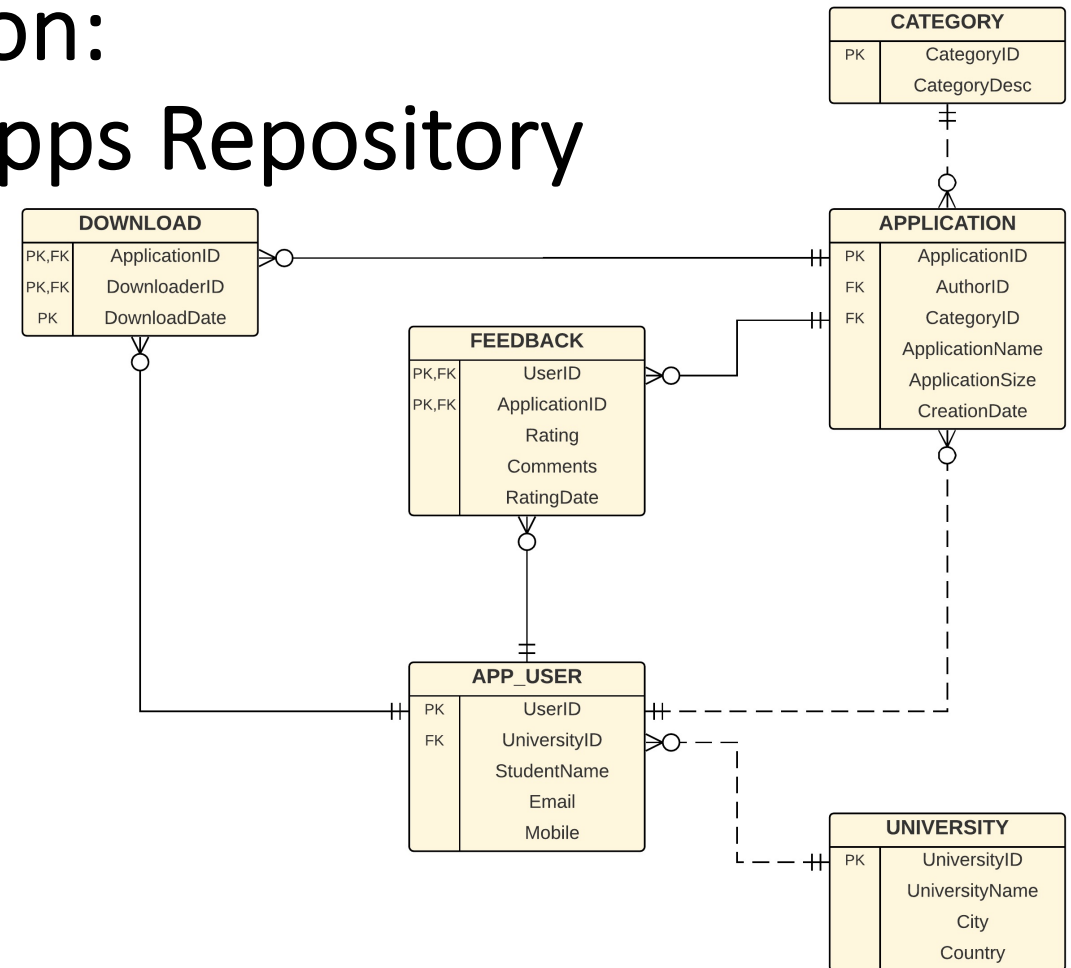 on:
pps Repository
CATEGORY
PK CategoryID
CategoryDesc
DOWNLOAD
PK,FK ApplicationID
PK,FK DownloaderID
PK DownloadDate
APPLICATION
PK ApplicationID
FK AuthorID
FK CategoryID
ApplicationName
ApplicationSize
CreationDate
FEEDBACK
PK,FK UserID
PK,FK ApplicationID
Rating
Comments
RatingDate
APP_USER
PK UserID
FK UniversityID
StudentName
Email
Mobile
UNIVERSITY
PK UniversityID
UniversityName
City
Country